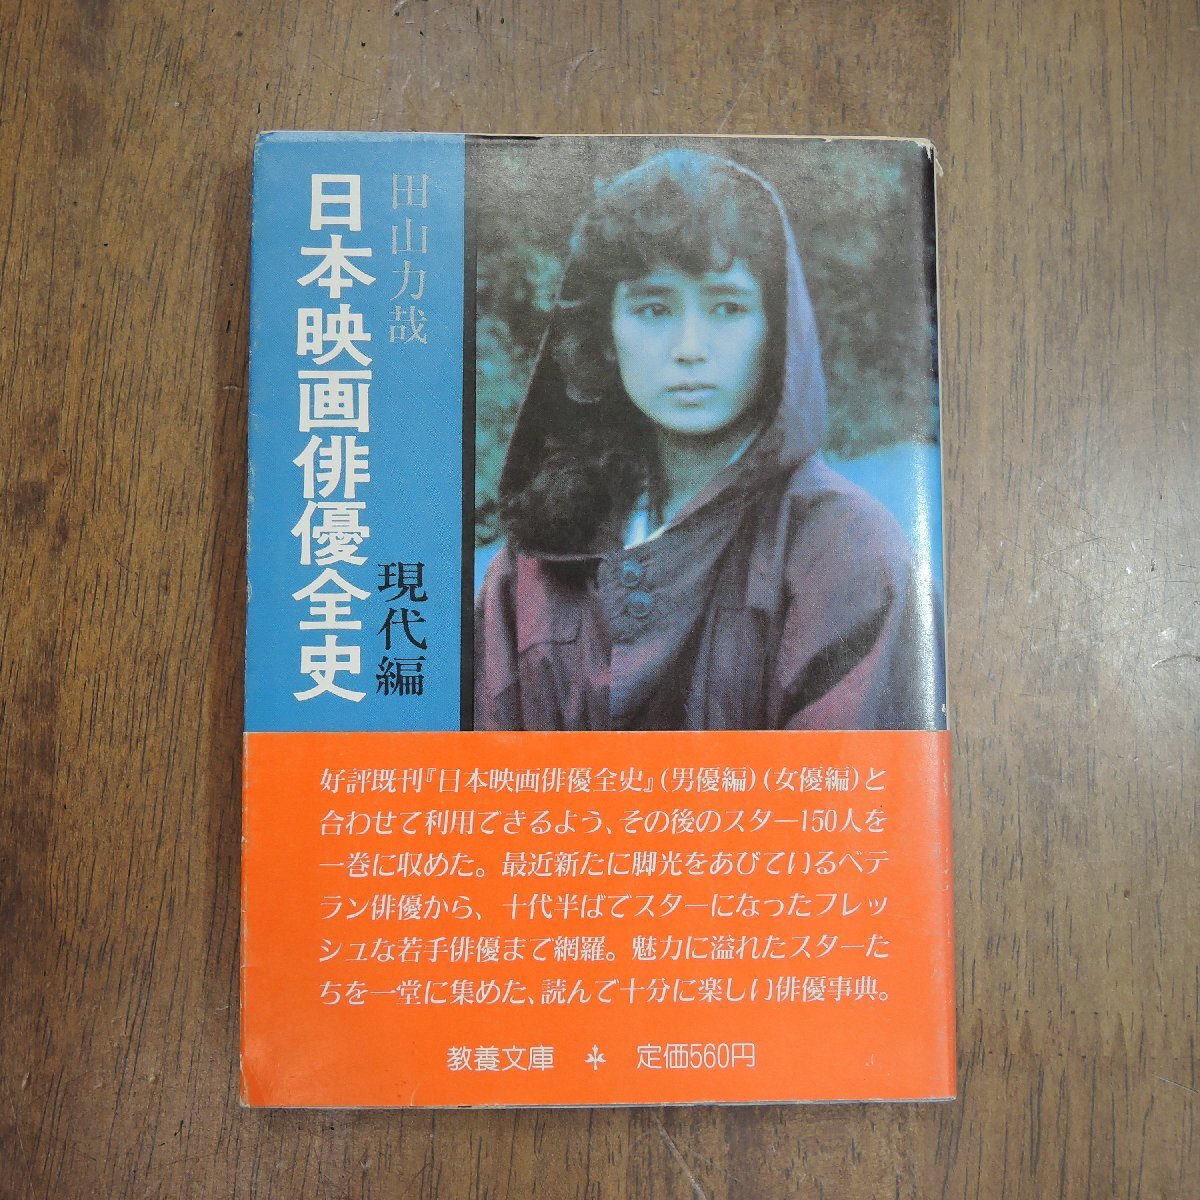 田山力哉
日本映画俳優全史
現代編
好評既刊『日本映画俳優全史』(男優編)(女優編)と
合わせて利用できるよう、その後のスター150人を
一巻に収めた。最近新たに脚光をあびているベテ
ラン俳優から、十代半ばでスターになったフレッ
シュな若手俳優まで網羅。魅力に溢れたスターた
ちを一堂に集めた、読んで十分に楽しい俳優事典。
教養文庫 定価560円